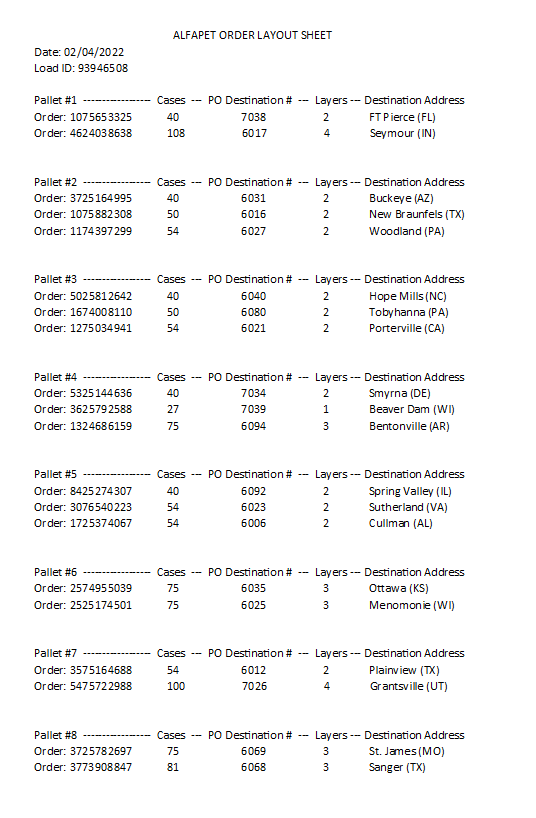 ALFAPET ORDER LAYOUT SHEET
Date: 02/04/2022
Load ID: 93946508
Pallet #1 ------------------ Cases --- PO Destination # --- Layers --- Destination Address
Order: 1075653325 40 7038 2 FT Pierce (FL)
Order: 4624038638 108 6017 4 Seymour (IN)
Pallet #2 ------------------ Cases --- PO Destination # --- Layers --- Destination Address
Order: 3725164995 40 6031 2 Buckeye (AZ)
Order: 1075882308 50 6016 2 New Braunfels (TX)
Order: 1174397299 54 6027 2 Woodland (PA)
Pallet #3 ------------------ Cases --- PO Destination # --- Layers --- Destination Address
Order: 5025812642 40 6040 2 Hope Mills (NC)
Order: 1674008110 50 6080 2 Tobyhanna (PA)
Order: 1275034941 54 6021 2 Porterville (CA)
Pallet #4 ------------------ Cases --- PO Destination # --- Layers --- Destination Address
Order: 5325144636 40 7034 2 Smyrna (DE)
Order: 3625792588 27 7039 1 Beaver Dam (WI)
Order: 1324686159 75 6094 3 Bentonville (AR)
Pallet #5 ------------------ Cases --- PO Destination # --- Layers --- Destination Address
Order: 8425274307 40 6092 2 Spring Valley (IL)
Order: 3076540223 54 6023 2 Sutherland (VA)
Order: 1725374067 54 6006 2 Cullman (AL)
Pallet #6 ------------------ Cases --- PO Destination # --- Layers --- Destination Address
Order: 2574955039 75 6035 3 Ottawa (KS)
Order: 2525174501 75 6025 3 Menomonie (WI)
Pallet #7 ------------------ Cases --- PO Destination # --- Layers --- Destination Address
Order: 3575164688 54 6012 2 Plainview (TX)
Order: 5475722988 100 7026 4 Grantsville (UT)
Pallet #8 ------------------ Cases --- PO Destination # --- Layers --- Destination Address
Order: 3725782697 75 6069 3 St. James (MO)
Order: 3773908847 81 6068 3 Sanger (TX)